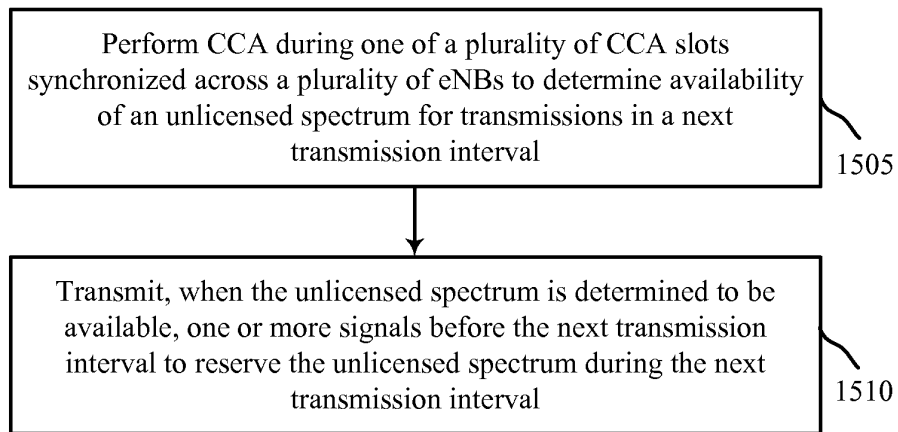 Perform CCA during one of a plurality of CCA slots
synchronized across a plurality of eNBs to determine availability
of an unlicensed spectrum for transmissions in a next
transmission interval
1505
Transmit, when the unlicensed spectrum is determined to be
available, one or more signals before the next transmission
interval to reserve the unlicensed spectrum during the next
transmission interval
1510